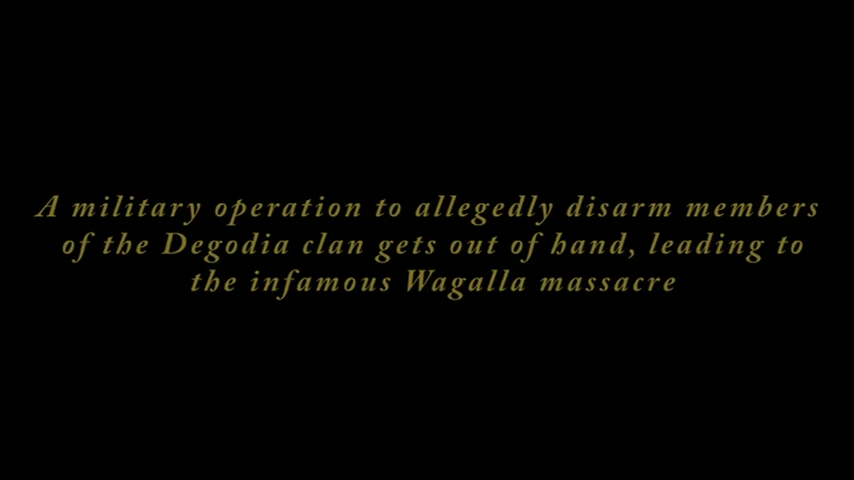 A military operation to allegedly disarm members
of the Degodia clan gets out of hand, leading to
the infamous Wagalla massacre